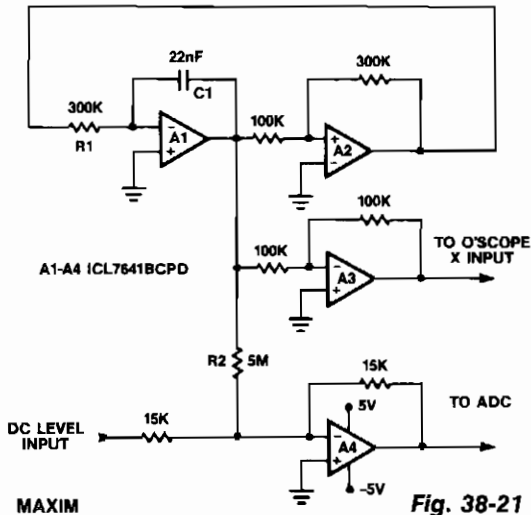 22nF
C1
300K
R1
A1
-
+
100K
300K
A2
+
-
100K
100K
A3
-
+
TO O'SCOPE
X INPUT
A1-A4 ICL7641BCPD
R2
5M
15K
DC LEVEL
INPUT
15K
5V
A4
-
+
-5V
TO ADC
MAXIM
Fig. 38-21